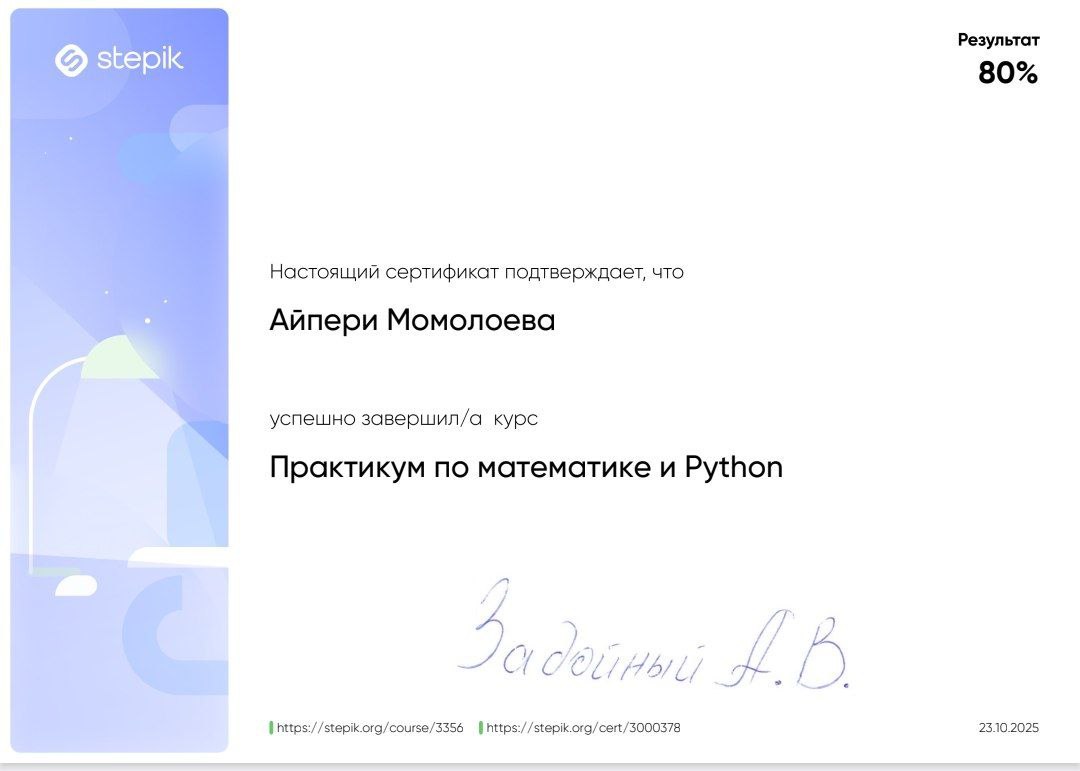 stepik
Результат
80%
Настоящий сертификат подтверждает, что
Айпери Момолоева
успешно завершил/а курс
Практикум по математике и Python
Задойный А. В.
https://stepik.org/course/3356 https://stepik.org/cert/3000378 23.10.2025